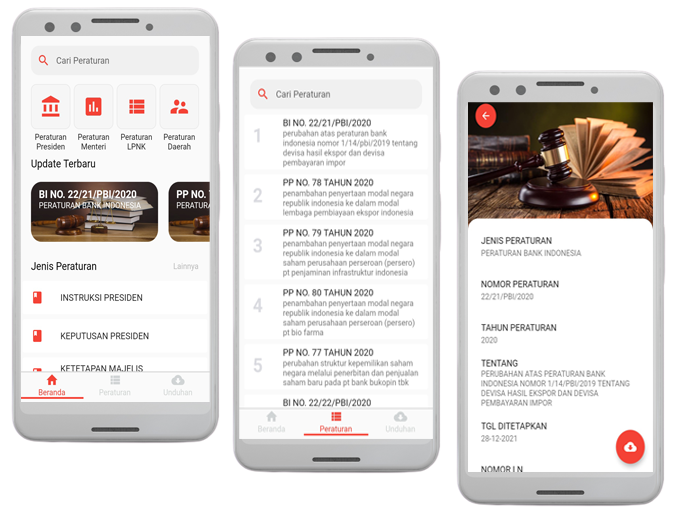 Cari Peraturan
Peraturan Presiden
Peraturan Menteri
Peraturan LPNK
Peraturan Daerah
Update Terbaru
BI NO. 22/21/PBI/2020
PERATURAN BANK INDONESIA
PP NO.
PERATURA
Jenis Peraturan
Lainnya
INSTRUKSI PRESIDEN
KEPUTUSAN PRESIDEN
KETETAPAN MAJELIS
Beranda
Peraturan
Unduhan
Cari Peraturan
1
BI NO. 22/21/PBI/2020
perubahan atas peraturan bank
indonesia nomor 1/14/pbi/2019 tentang
devisa hasil ekspor dan devisa
pembayaran impor
2
PP NO. 78 TAHUN 2020
penambahan penyertaan modal negara
republik indonesia ke dalam modal
lembaga pembiayaan ekspor indonesia
3
PP NO. 79 TAHUN 2020
penambahan penyertaan modal negara
republik indonesia ke dalam modal
saham perusahaan perseroan (persero)
pt penjaminan infrastruktur indonesia
4
PP NO. 80 TAHUN 2020
penambahan penyertaan modal negara
republik indonesia ke dalam modal
saham perusahaan perseroan (persero)
pt bio farma
5
PP NO. 77 TAHUN 2020
perubahan struktur kepemilikan saham
negara melalui penerbitan dan penjualan
saham baru pada pt bank bukopin tbk
BI NO. 22/22/PBI/2020
Beranda
Peraturan
Unduhan
JENIS PERATURAN
PERATURAN BANK INDONESIA
NOMOR PERATURAN
22/21/PBI/2020
TAHUN PERATURAN
2020
TENTANG
PERUBAHAN ATAS PERATURAN BANK
INDONESIA NOMOR 1/14/PBI/2019 TENTANG
DEVISA HASIL EKSPOR DAN DEVISA
PEMBAYARAN IMPOR
TGL DITETAPKAN
28-12-2021
NOMOR LN